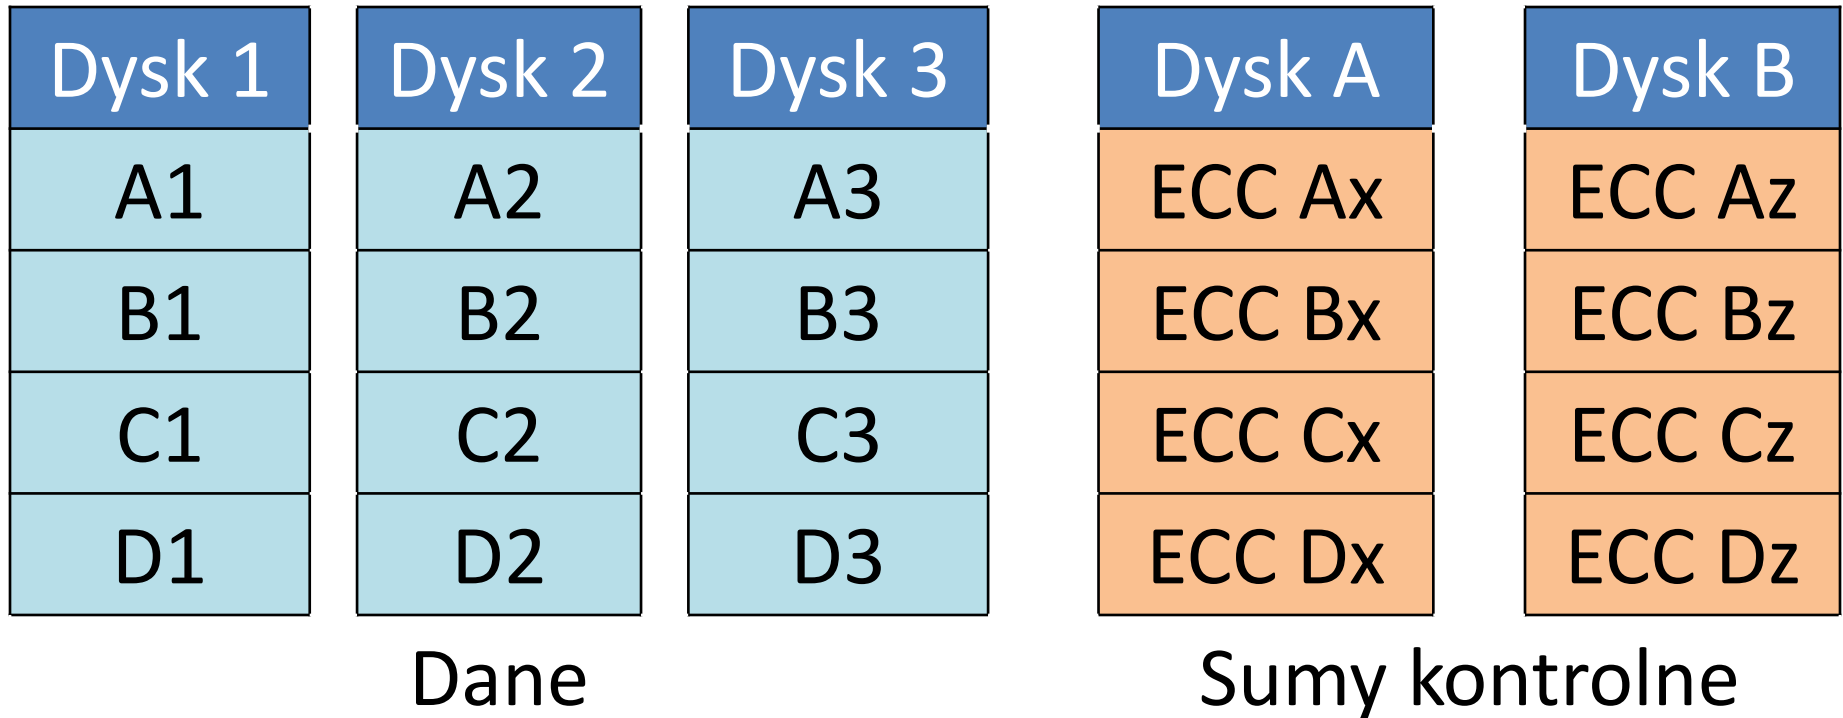 Dysk 1 Dysk 2 Dysk 3 Dysk A Dysk B
A1 A2 A3 ECC Ax ECC Az
B1 B2 B3 ECC Bx ECC Bz
C1 C2 C3 ECC Cx ECC Cz
D1 D2 D3 ECC Dx ECC Dz
Dane Sumy kontrolne